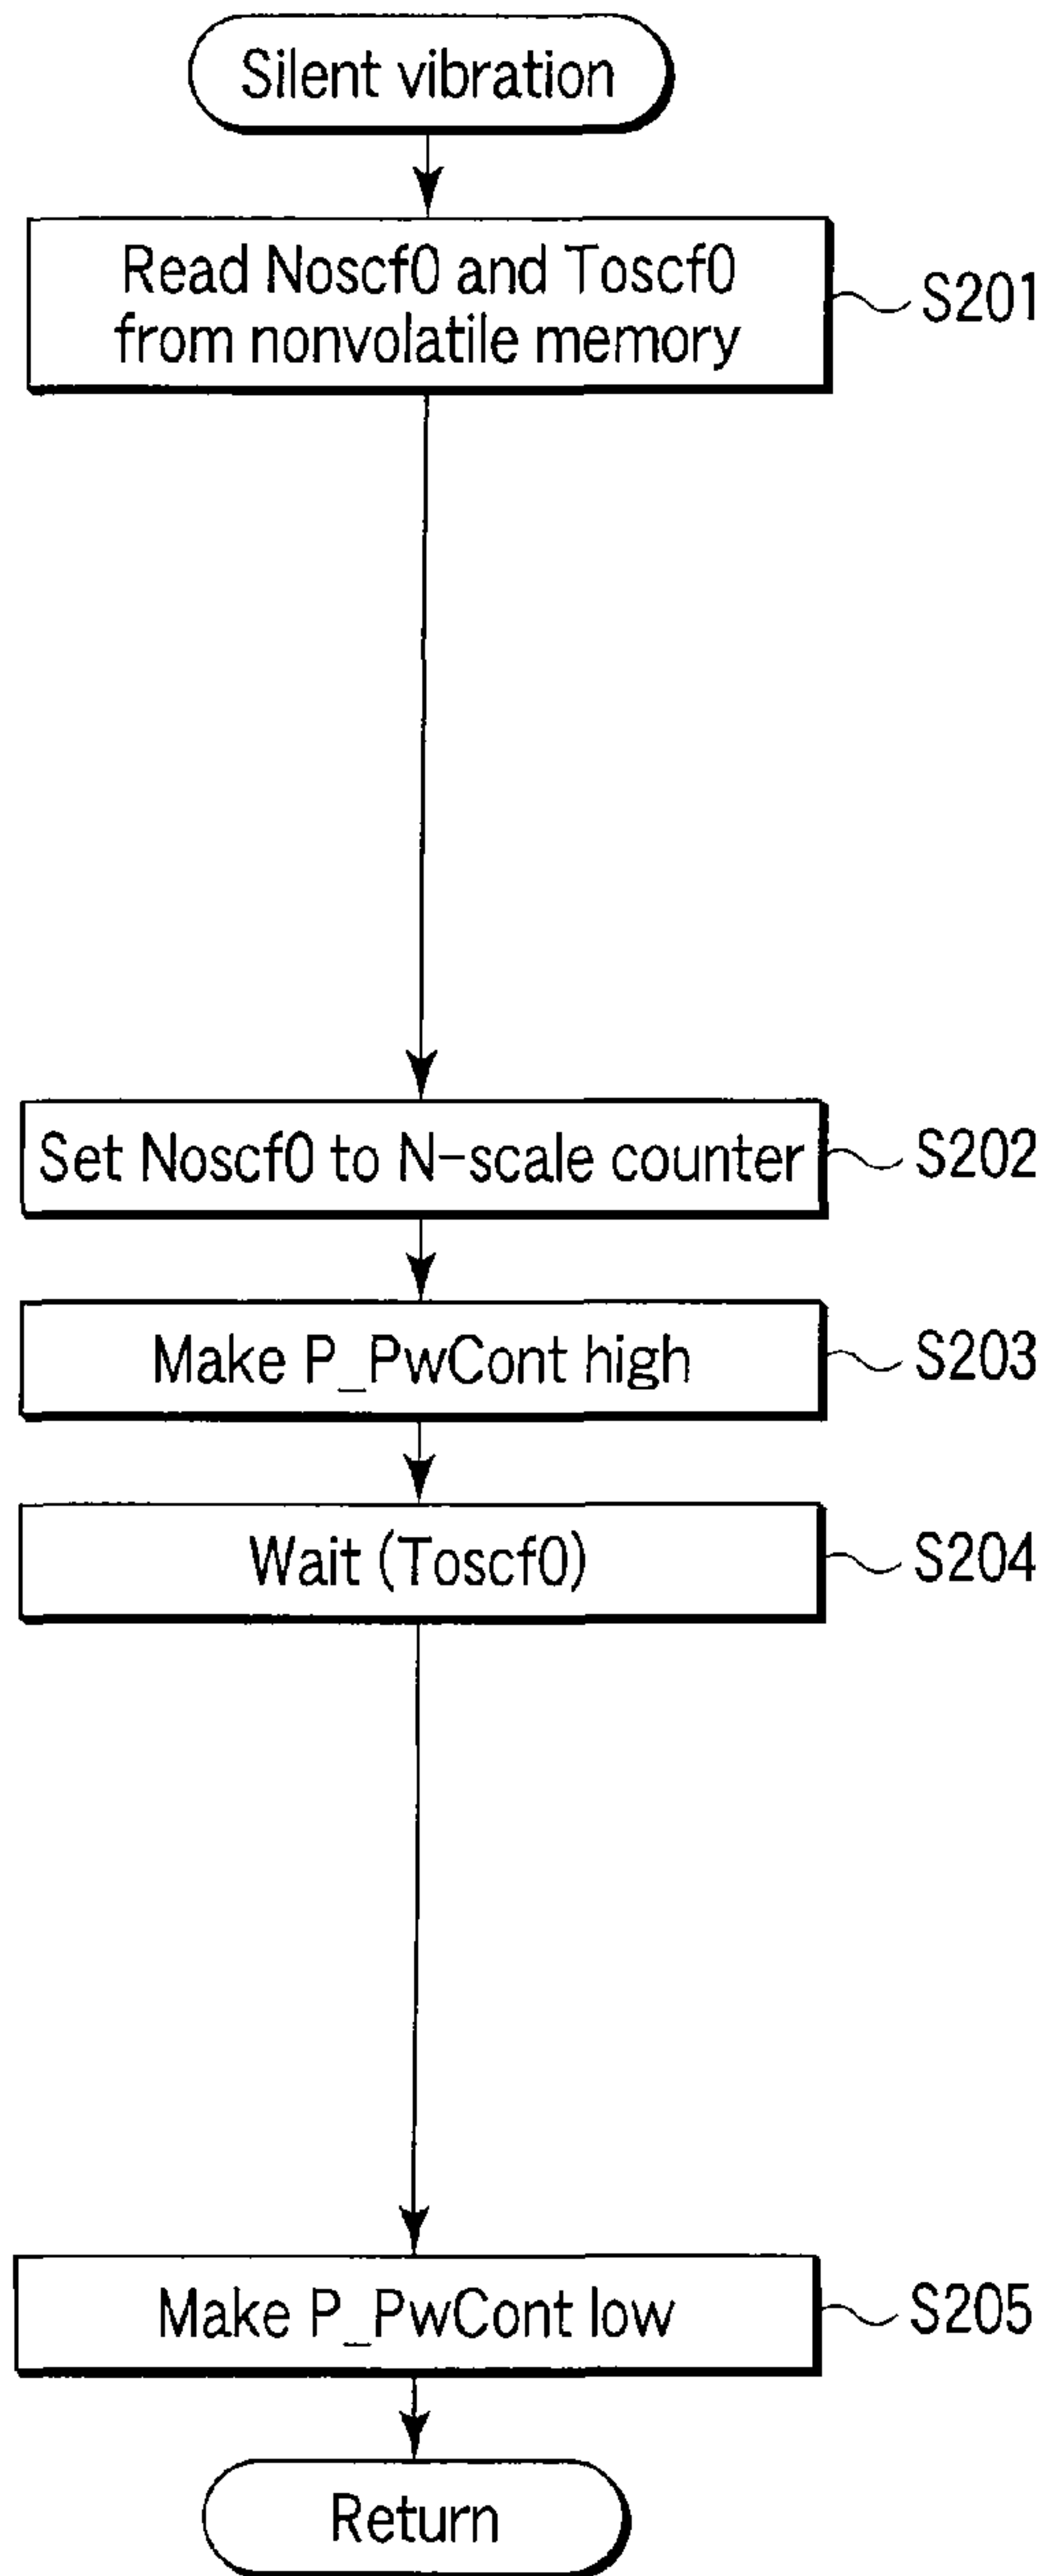 Silent vibration
Read Noscf0 and Toscf0
from nonvolatile memory
S201
Set Noscf0 to N-scale counter
S202
Make P_PwCont high
S203
Wait (Toscf0)
S204
Make P_PwCont low
S205
Return